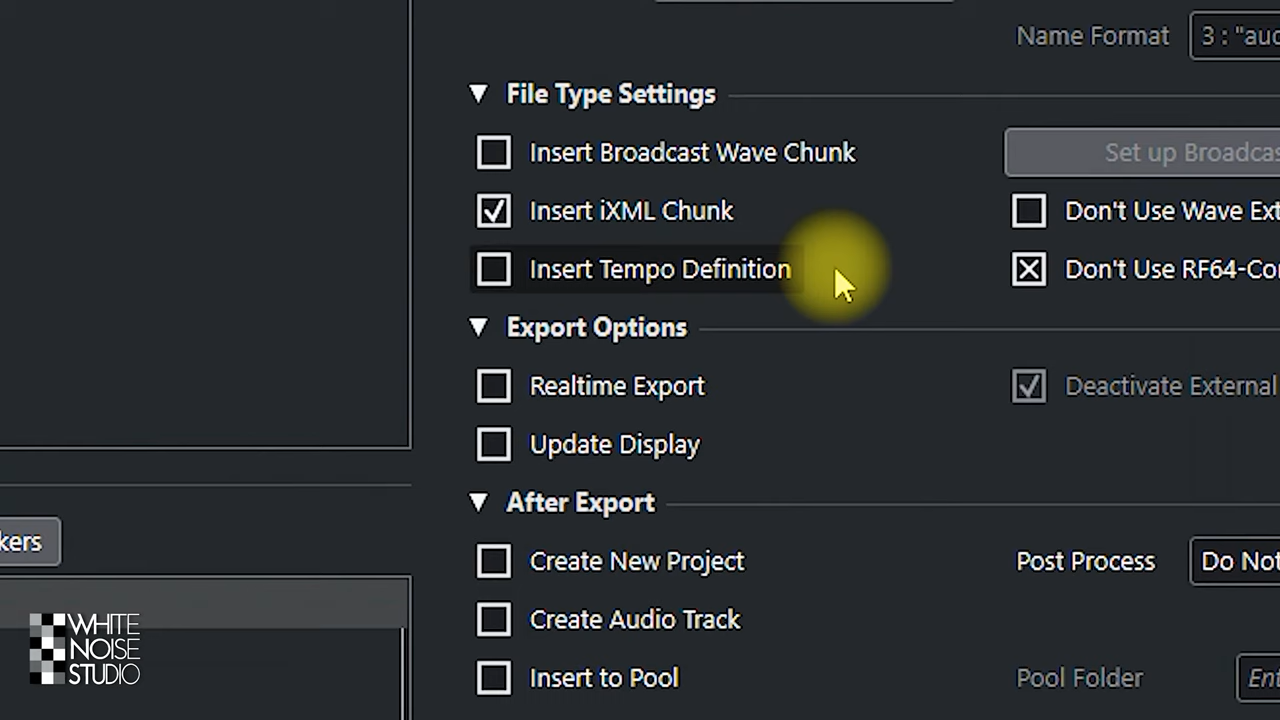 Name Format 3 : "aud
File Type Settings
Insert Broadcast Wave Chunk Set up Broadcas
Insert iXML Chunk Don't Use Wave Ext
Insert Tempo Definition Don't Use RF64-Co
Export Options
Realtime Export Deactivate External
Update Display
After Export
kers
Create New Project Post Process Do Not
Create Audio Track
Insert to Pool Pool Folder Ent
WHITE
NOISE
STUDIO